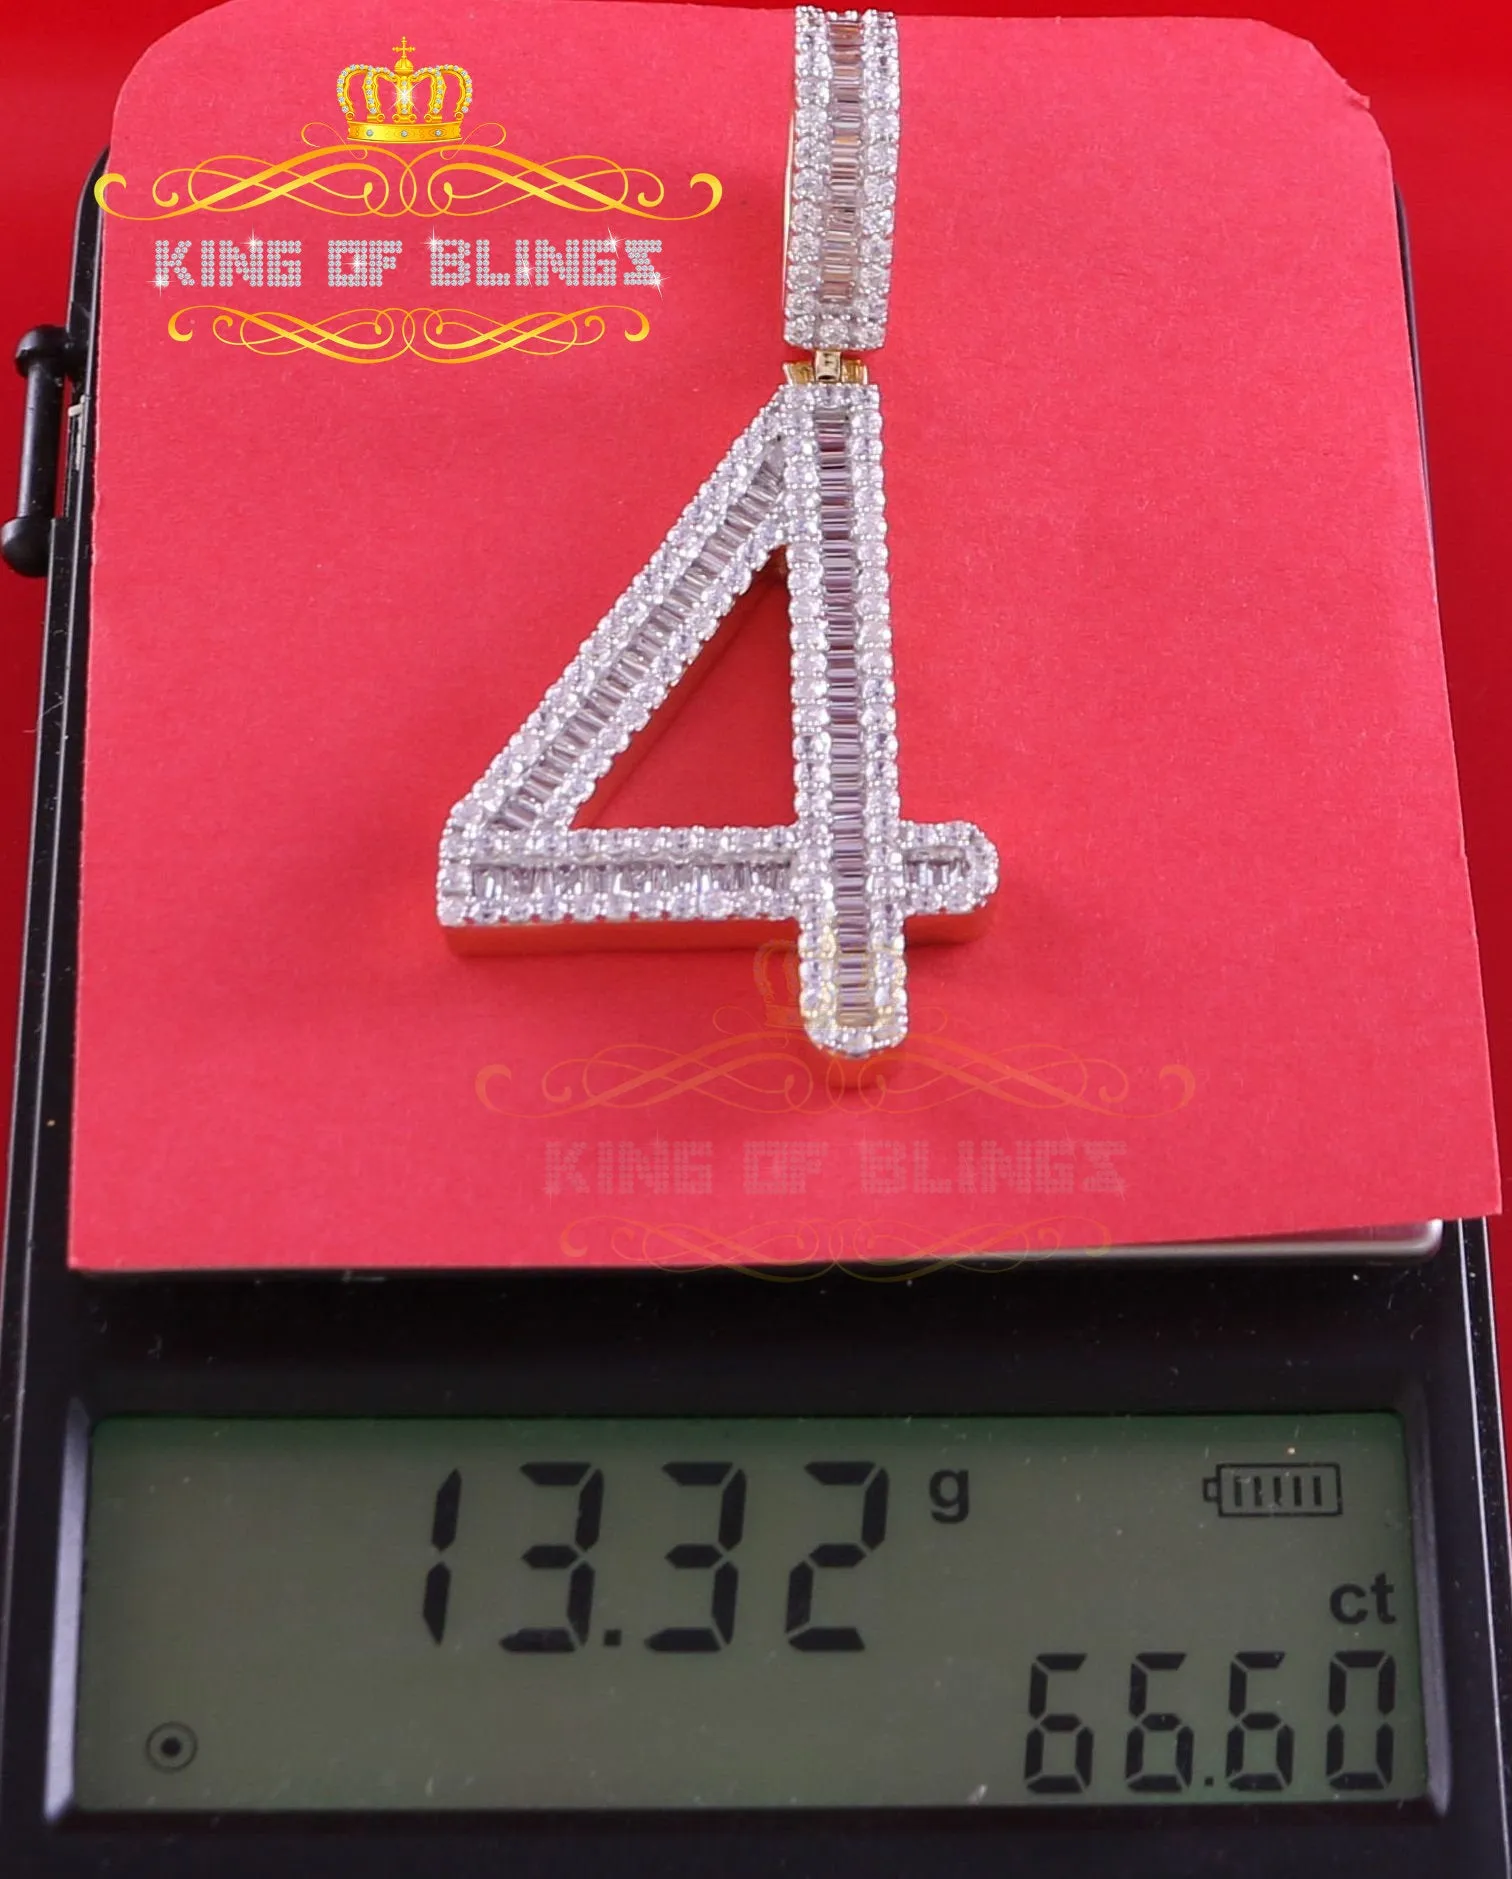 KING OF BLINGS
4
KING OF BLINGS
13.32 g
ct
66.60